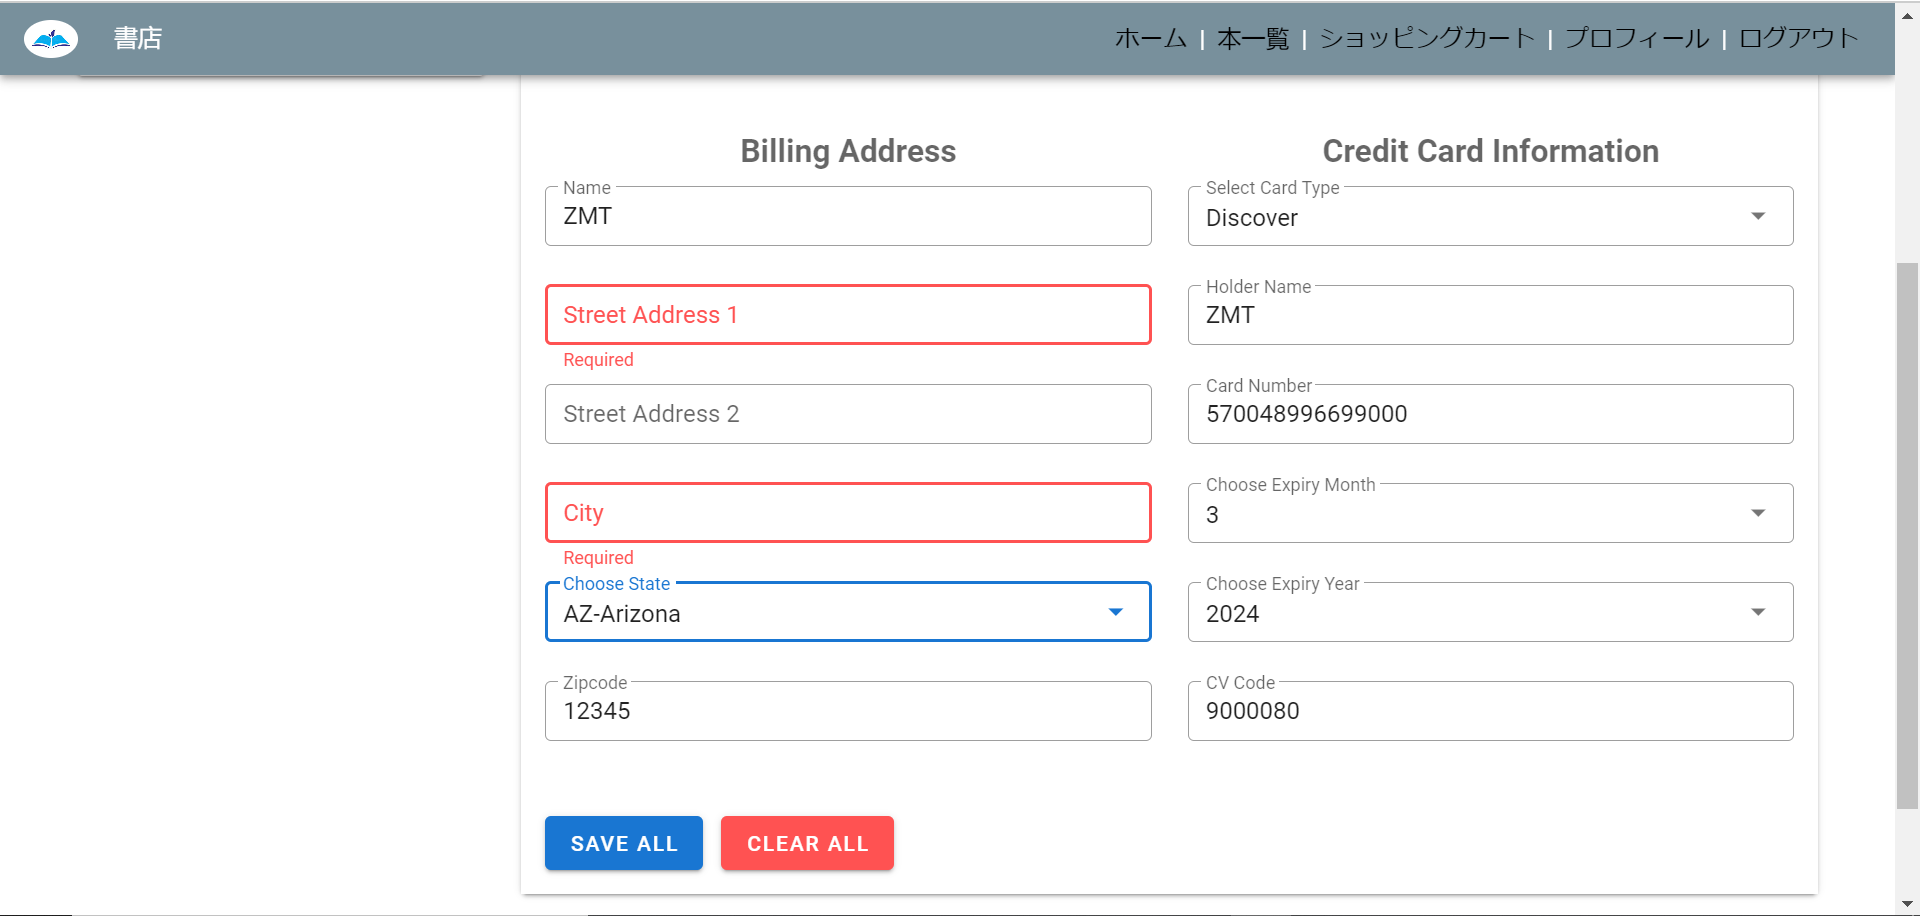 書店
ホーム | 本一覧 | ショッピングカート | プロフィール | ログアウト
Billing Address
Name
ZMT
Street Address 1
Required
Street Address 2
City
Required
Choose State
AZ-Arizona
Zipcode
12345
Credit Card Information
Select Card Type
Discover
Holder Name
ZMT
Card Number
570048996699000
Choose Expiry Month
3
Choose Expiry Year
2024
CV Code
9000080
SAVE ALL
CLEAR ALL